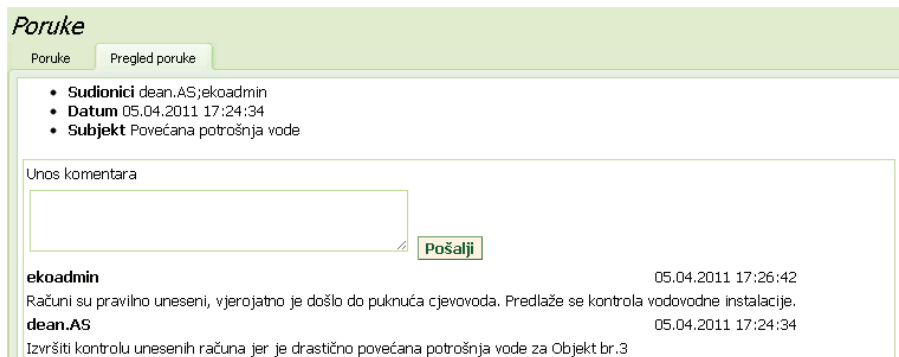 Poruke
Poruke Pregled poruke
Sudionici dean.AS;ekoadmin
Datum 05.04.2011 17:24:34
Subjekt Povećana potrošnja vode
Unos komentara
Pošalji
ekoadmin 05.04.2011 17:26:42
Računi su pravilno uneseni, vjerojatno je došlo do puknuća cjevovoda. Predlaže se kontrola vodovodne instalacije.
dean.AS 05.04.2011 17:24:34
Izvršiti kontrolu unesenih računa jer je drastično povećana potrošnja vode za Objekt br.3